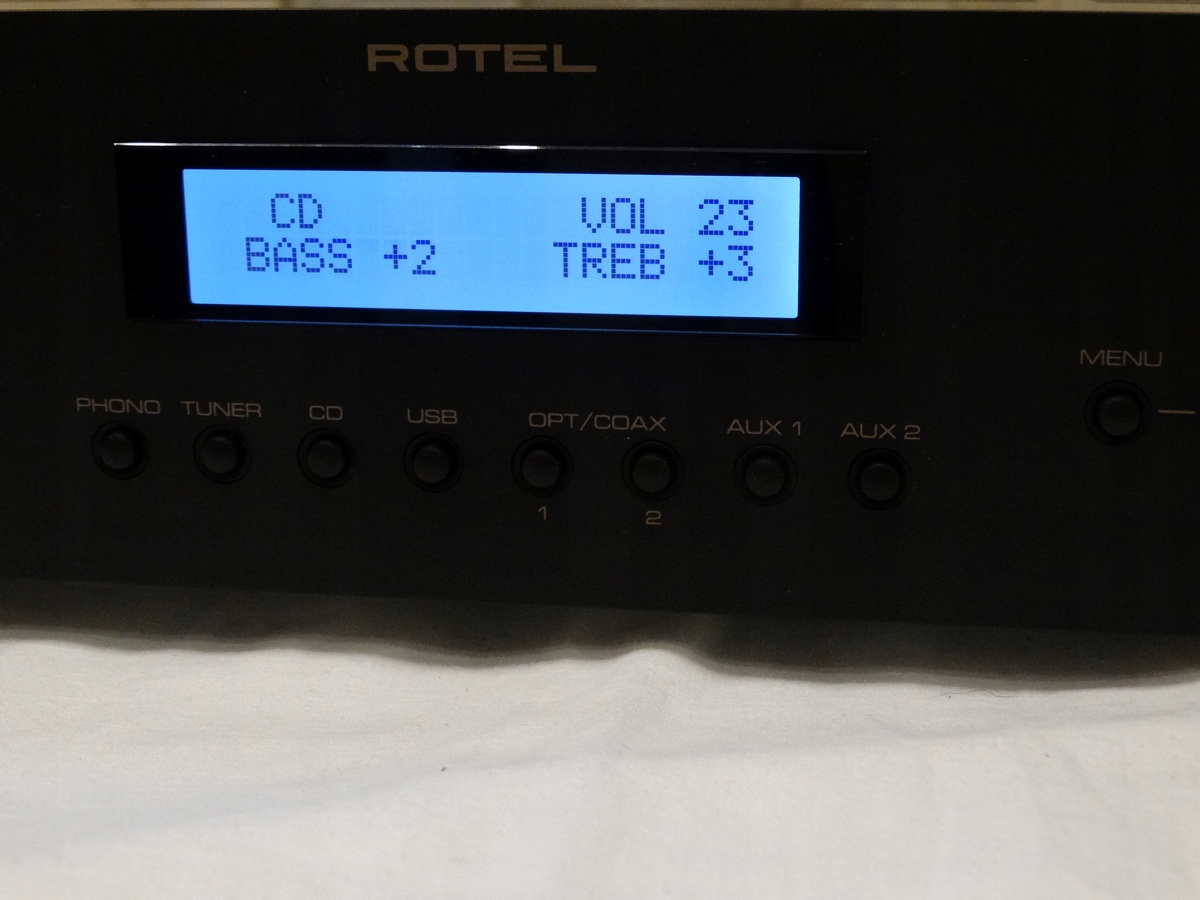 ROTEL
CD VOL 23
BASS +2 TREB +3
MENU
PHONO TUNER CD USB OPT/COAX AUX 1 AUX 2
1 2